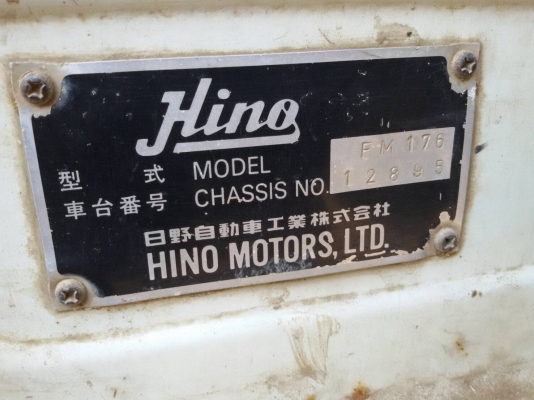 Hino
型式 MODEL FM176
車台番号 CHASSIS NO. 12895
日野自動車工業株式会社
HINO MOTORS, LTD.